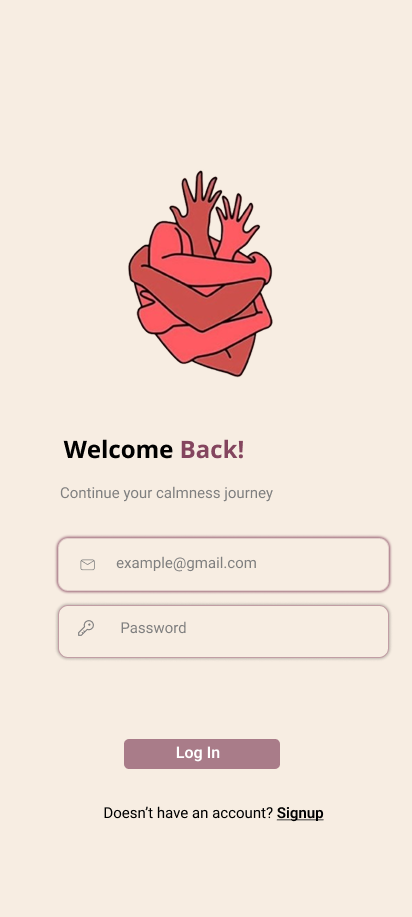 Welcome Back!
Continue your calmness journey
example@gmail.com
Password
Log In
Doesn’t have an account? Signup